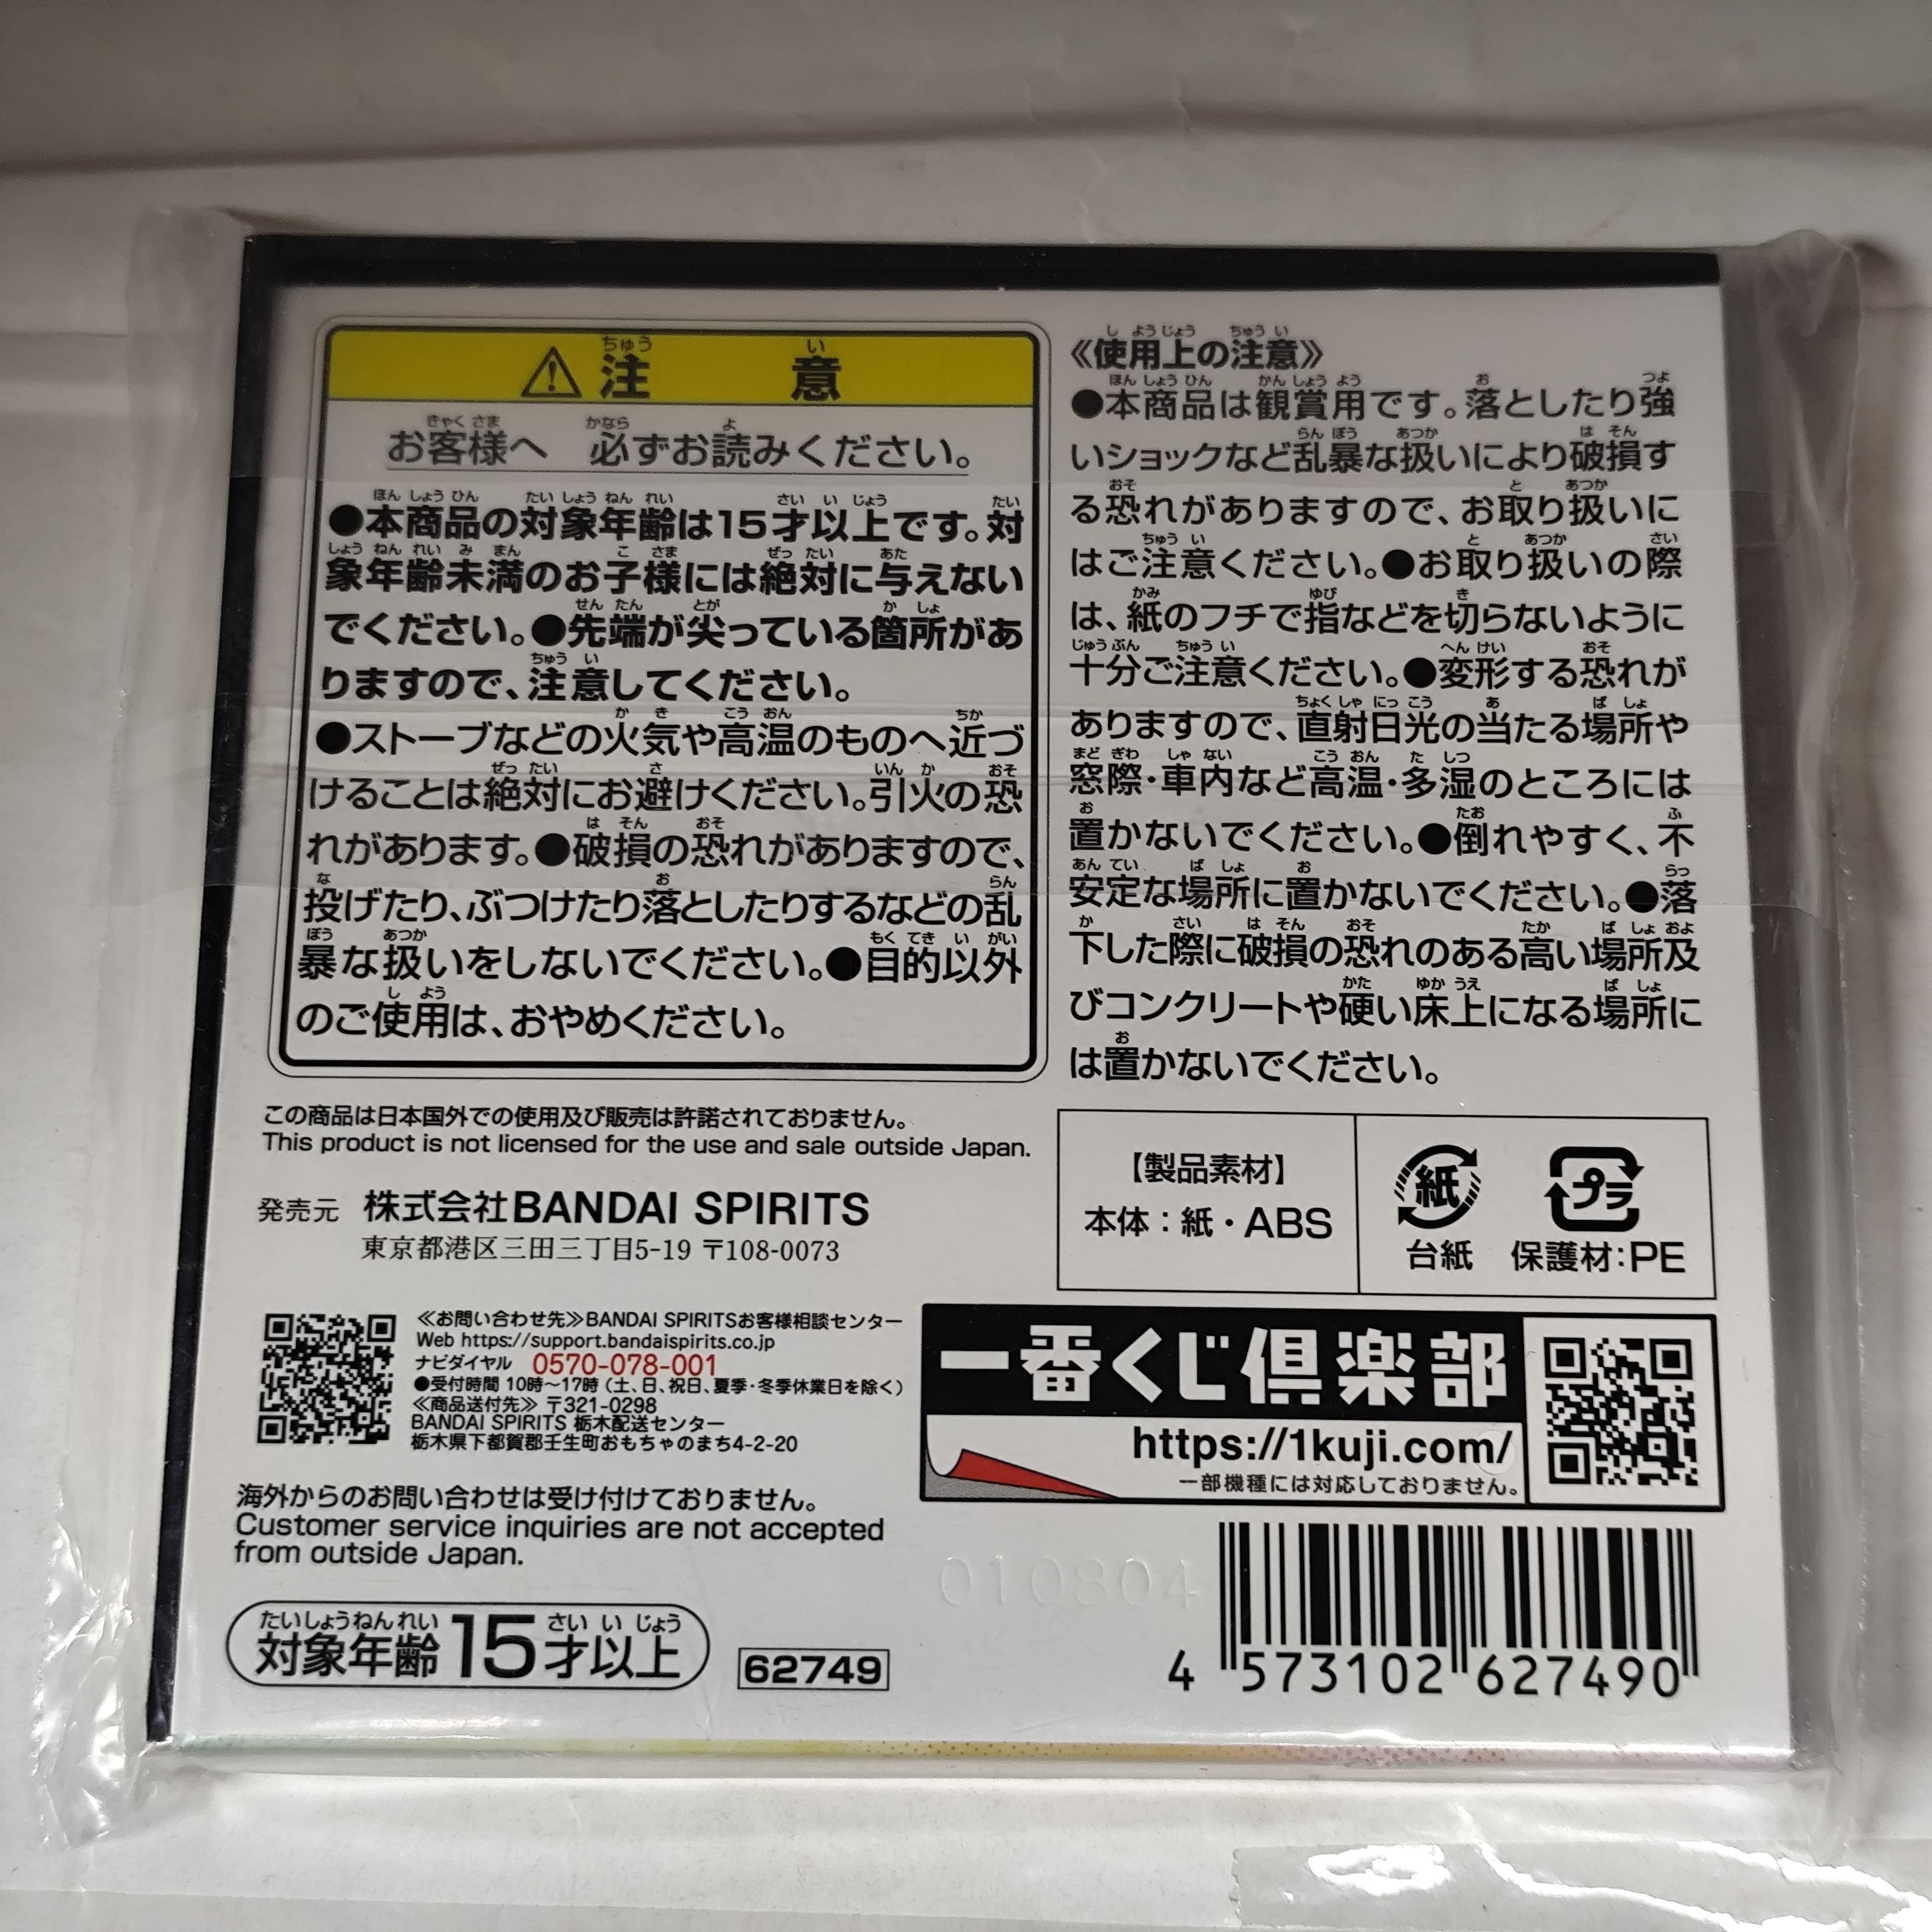 ⚠注 意
お客様へ 必ずお読みください。
●本商品の対象年齢は15才以上です。対
象年齢未満のお子様には絶対に与えない
でください。●先端が尖っている箇所があ
りますので、注意してください。
●ストーブなどの火気や高温のものへ近づ
けることは絶対にお避けください。引火の恐
れがあります。●破損の恐れがありますので、
投げたり、ぶつけたり落としたりするなどの乱
暴な扱いをしないでください。●目的以外
のご使用は、おやめください。
《使用上の注意》
●本商品は観賞用です。落としたり強
いショックなど乱暴な扱いにより破損す
る恐れがありますので、お取り扱いに
はご注意ください。●お取り扱いの際
は、紙のフチで指などを切らないように
十分ご注意ください。●変形する恐れが
ありますので、直射日光の当たる場所や
窓際・車内など高温・多湿のところには
置かないでください。●倒れやすく、不
安定な場所に置かないでください。●落
下した際に破損の恐れのある高い場所及
びコンクリートや硬い床上になる場所に
は置かないでください。
この商品は日本国外での使用及び販売は許諾されておりません。
This product is not licensed for the use and sale outside Japan.
発売元 株式会社BANDAI SPIRITS
東京都港区三田三丁目5-19 〒108-0073
【製品素材】
本体：紙・ABS
紙
台紙
プラ
保護材：PE
≪お問い合わせ先≫BANDAI SPIRITSお客様相談センター
Web https://support.bandaispirits.co.jp
ナビダイヤル 0570-078-001
●受付時間 10時～17時（土、日、祝日、夏季・冬季休業日を除く）
≪商品送付先≫ 〒321-0298
BANDAI SPIRITS 栃木配送センター
栃木県下都賀郡壬生町おもちゃのまち4-2-20
一番くじ倶楽部
https://1kuji.com/
一部機種には対応しておりません。
海外からのお問い合わせは受け付けておりません。
Customer service inquiries are not accepted
from outside Japan.
010804
対象年齢15才以上
62749
4 573102 627490